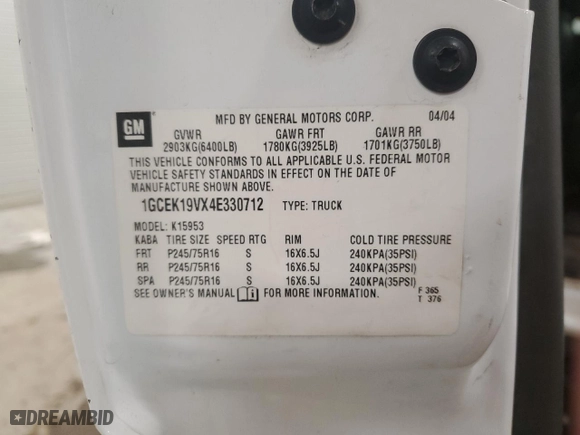 MFD BY GENERAL MOTORS CORP. 04/04
GM
GVWR GAWR FRT GAWR RR
2903KG(6400LB) 1780KG(3925LB) 1701KG(3750LB)
THIS VEHICLE CONFORMS TO ALL APPLICABLE U.S. FEDERAL MOTOR
VEHICLE SAFETY STANDARDS IN EFFECT ON THE DATE OF
MANUFACTURE SHOWN ABOVE.
1GCEK19VX4E330712 TYPE: TRUCK
MODEL: K15953
KABA TIRE SIZE SPEED RTG RIM COLD TIRE PRESSURE
FRT P245/75R16 S 16X6.5J 240KPA(35PSI)
RR P245/75R16 S 16X6.5J 240KPA(35PSI)
SPA P245/75R16 S 16X6.5J 240KPA(35PSI)
SEE OWNER'S MANUAL FOR MORE INFORMATION. F 365
T 376
DREAMBID